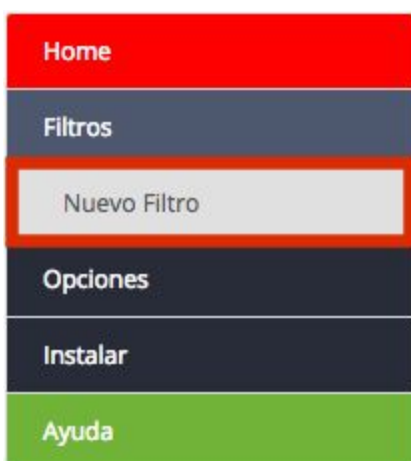 Home
Filtros
Nuevo Filtro
Opciones
Instalar
Ayuda